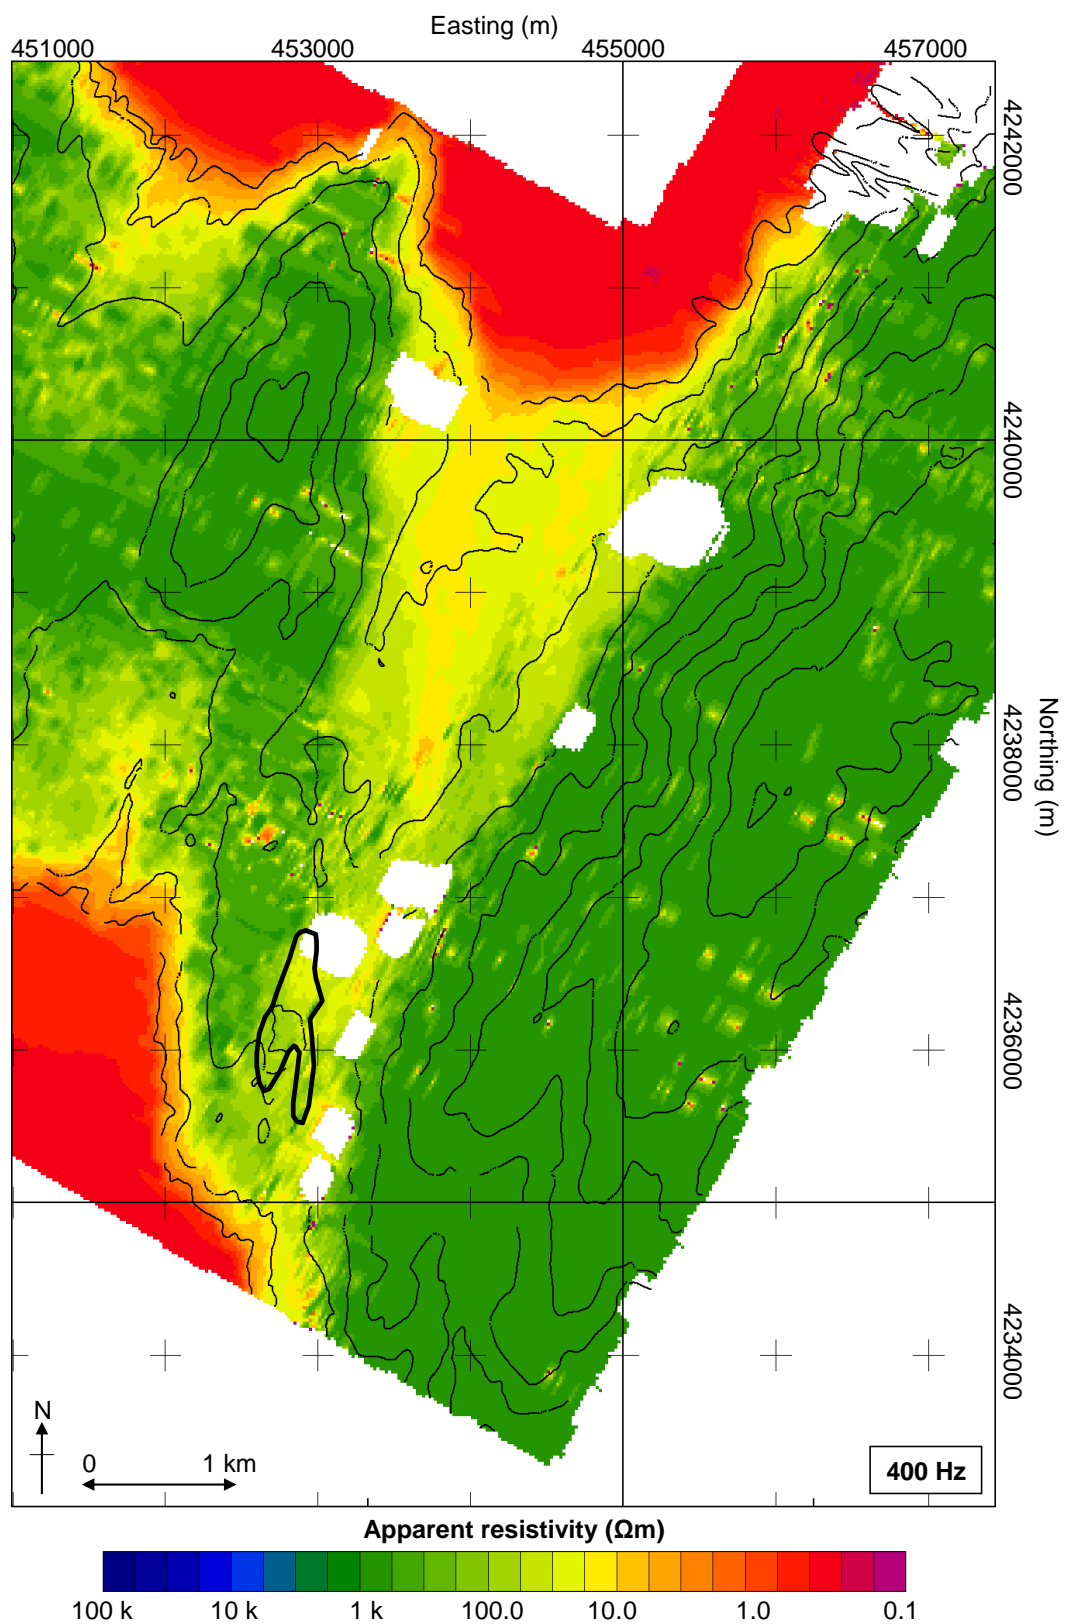 Easting (m)
451000 453000 455000 457000
4242000
4240000
4238000
Northing (m)
4236000
4234000
N
0 1 km
400 Hz
Apparent resistivity (Ωm)
100 k 10 k 1 k 100.0 10.0 1.0 0.1